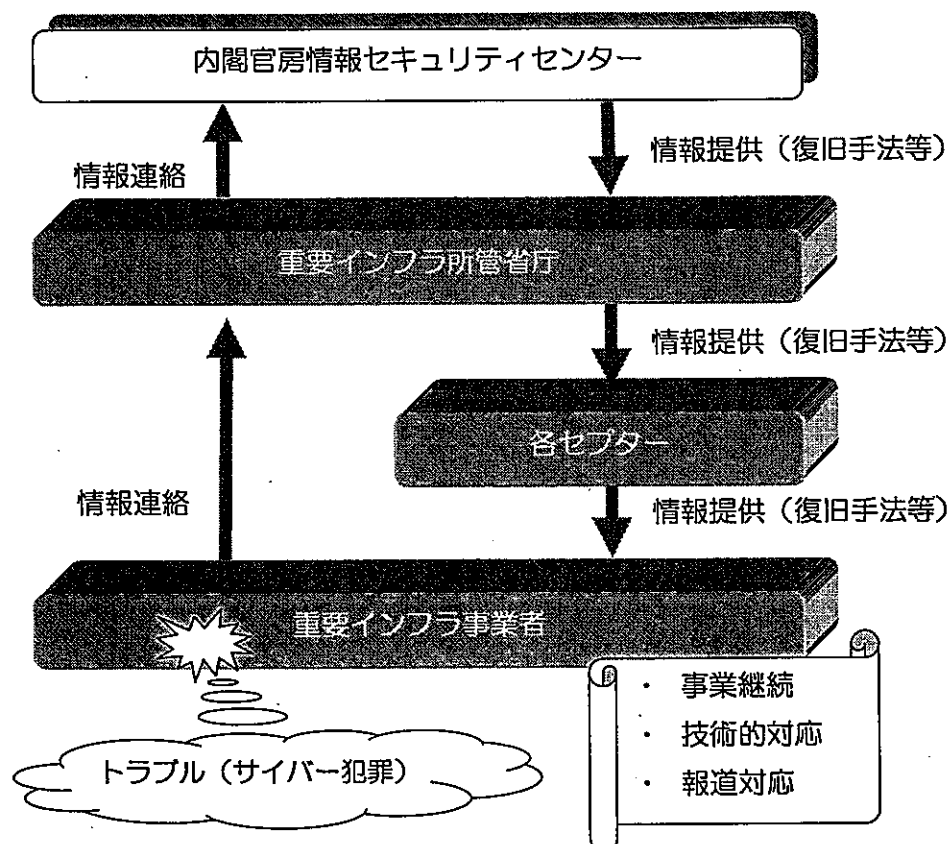 内閣官房情報セキュリティセンター
情報連絡
情報提供（復旧手法等）
重要インフラ所管省庁
情報提供（復旧手法等）
各セプター
情報連絡
情報提供（復旧手法等）
重要インフラ事業者
・ 事業継続
・ 技術的対応
・ 報道対応
トラブル（サイバー犯罪）